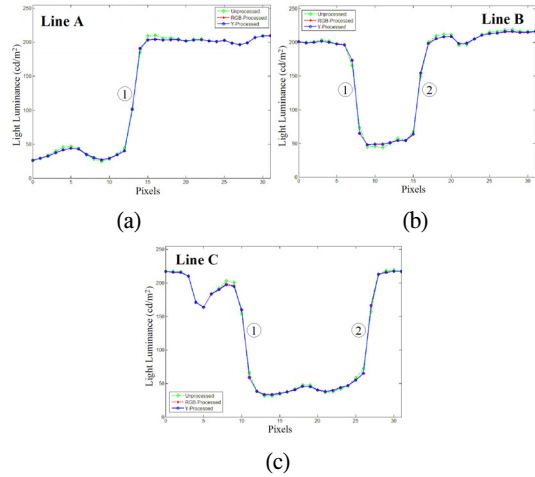 Line A
Unprocessed
RGB-Processed
Y-Processed
Light Luminance (cd/m²)
250
200
150
100
50
0
1
0
5
10
15
20
25
30
Pixels
(a)
Unprocessed
RGB-Processed
Y-Processed
Line B
Light Luminance (cd/m²)
250
200
150
100
50
0
1
2
0
5
10
15
20
25
30
Pixels
(b)
Line C
Light Luminance (cd/m²)
250
200
150
100
50
0
1
2
Unprocessed
RGB-Processed
Y-Processed
0
5
10
15
20
25
30
Pixels
(c)